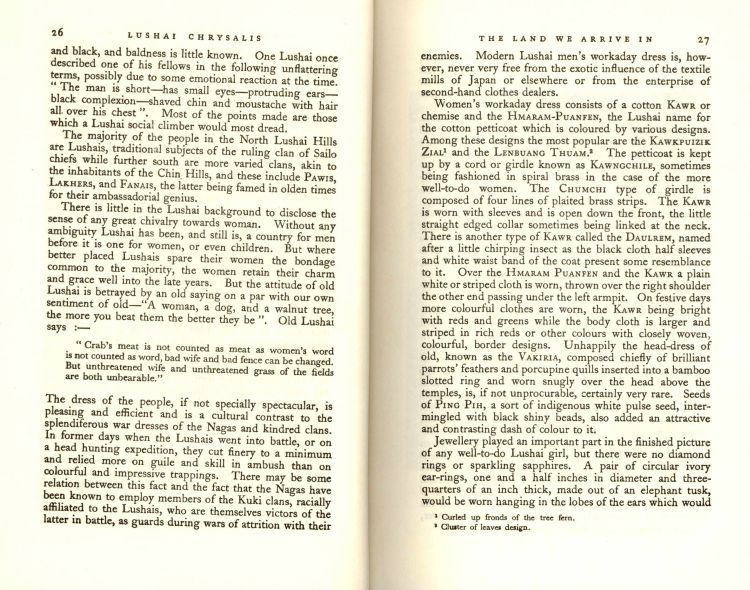 26
LUSHAI CHRYSALIS
and black, and baldness is little known. One Lushai once
described one of his fellows in the following unflattering
terms, possibly due to some emotional reaction at the time.
“ The man is short—has small eyes—protruding ears—
black complexion—shaved chin and moustache with hair
all over his chest ”. Most of the points made are those
which a Lushai social climber would most dread.
The majority of the people in the North Lushai Hills
are Lushais, traditional subjects of the ruling clan of Sailo
chiefs while further south are more varied clans, akin to
the inhabitants of the Chin Hills, and these include PAWIS,
LAKHERS, and FANAIS, the latter being famed in olden times
for their ambassadorial genius.
There is little in the Lushai background to disclose the
sense of any great chivalry towards woman. Without any
ambiguity Lushai has been, and still is, a country for men
before it is one for women, or even children. But where
better placed Lushais spare their women the bondage
common to the majority, the women retain their charm
and grace well into the late years. But the attitude of old
Lushai is betrayed by an old saying on a par with our own
sentiment of old—“A woman, a dog, and a walnut tree,
the more you beat them the better they be ”. Old Lushai
says :—
“ Crab's meat is not counted as meat as women's word
is not counted as word, bad wife and bad fence can be changed.
But unthreatened wife and unthreatened grass of the fields
are both unbearable.”
The dress of the people, if not specially spectacular, is
pleasing and efficient and is a cultural contrast to the
splendiferous war dresses of the Nagas and kindred clans.
In former days when the Lushais went into battle, or on
a head hunting expedition, they cut finery to a minimum
and relied more on guile and skill in ambush than on
colourful and impressive trappings. There may be some
relation between this fact and the fact that the Nagas have
been known to employ members of the Kuki clans, racially
affiliated to the Lushais, who are themselves victors of the
latter in battle, as guards during wars of attrition with their
THE LAND WE ARRIVE IN
27
enemies. Modern Lushai men's workaday dress is, how-
ever, never very free from the exotic influence of the textile
mills of Japan or elsewhere or from the enterprise of
second-hand clothes dealers.
Women's workaday dress consists of a cotton KAWR or
chemise and the HMARAM-PUANFEN, the Lushai name for
the cotton petticoat which is coloured by various designs.
Among these designs the most popular are the KAWKPUIZIK
ZIAL¹ and the LENBUANG THUAM.² The petticoat is kept
up by a cord or girdle known as KAWNGCHILE, sometimes
being fashioned in spiral brass in the case of the more
well-to-do women. The CHUMCHI type of girdle is
composed of four lines of plaited brass strips. The KAWR
is worn with sleeves and is open down the front, the little
straight edged collar sometimes being linked at the neck.
There is another type of KAWR called the DAULREM, named
after a little chirping insect as the black cloth half sleeves
and white waist band of the coat present some resemblance
to it. Over the HMARAM PUANFEN and the KAWR a plain
white or striped cloth is worn, thrown over the right shoulder
the other end passing under the left armpit. On festive days
more colourful clothes are worn, the KAWR being bright
with reds and greens while the body cloth is larger and
striped in rich reds or other colours with closely woven,
colourful, border designs. Unhappily the head-dress of
old, known as the VAKIRIA, composed chiefly of brilliant
parrots' feathers and porcupine quills inserted into a bamboo
slotted ring and worn snugly over the head above the
temples, is, if not unprocurable, certainly very rare. Seeds
of PING PIH, a sort of indigenous white pulse seed, inter-
mingled with black shiny beads, also added an attractive
and contrasting dash of colour to it.
Jewellery played an important part in the finished picture
of any well-to-do Lushai girl, but there were no diamond
rings or sparkling sapphires. A pair of circular ivory
ear-rings, one and a half inches in diameter and three-
quarters of an inch thick, made out of an elephant tusk,
would be worn hanging in the lobes of the ears which would
¹ Curled up fronds of the tree fern.
² Cluster of leaves design.